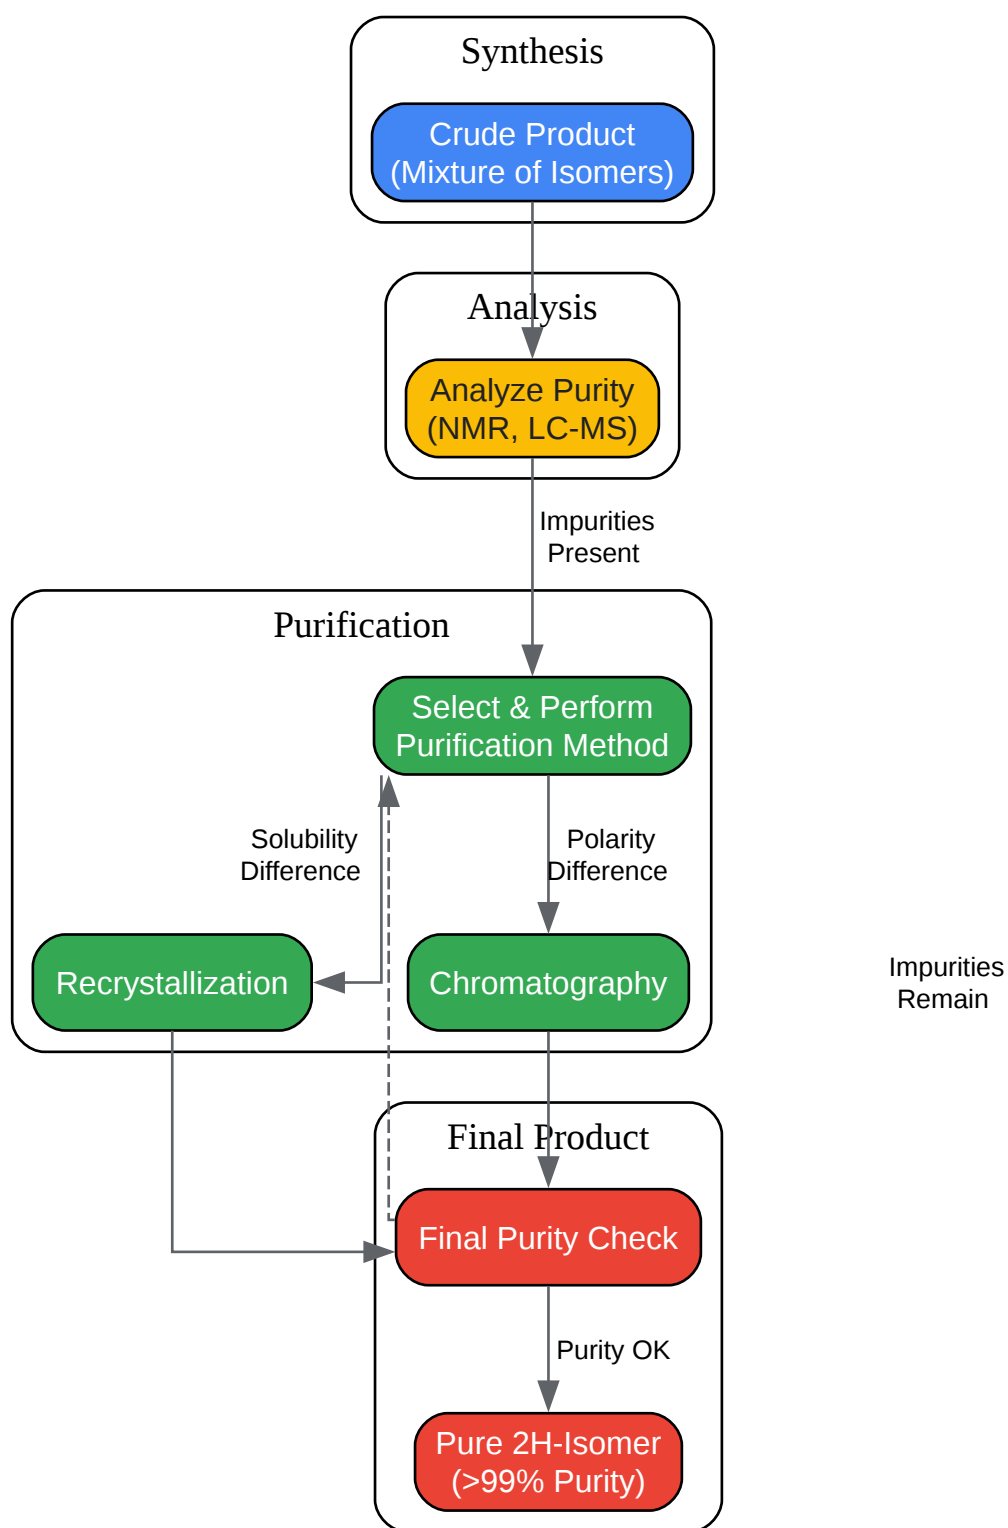 Synthesis
Crude Product
(Mixture of Isomers)
Analysis
Analyze Purity
(NMR, LC-MS)
Impurities
Present
Purification
Select & Perform
Purification Method
Solubility
Difference
Polarity
Difference
Recrystallization
Chromatography
Impurities
Remain
Final Product
Final Purity Check
Purity OK
Pure 2H-Isomer
(>99% Purity)